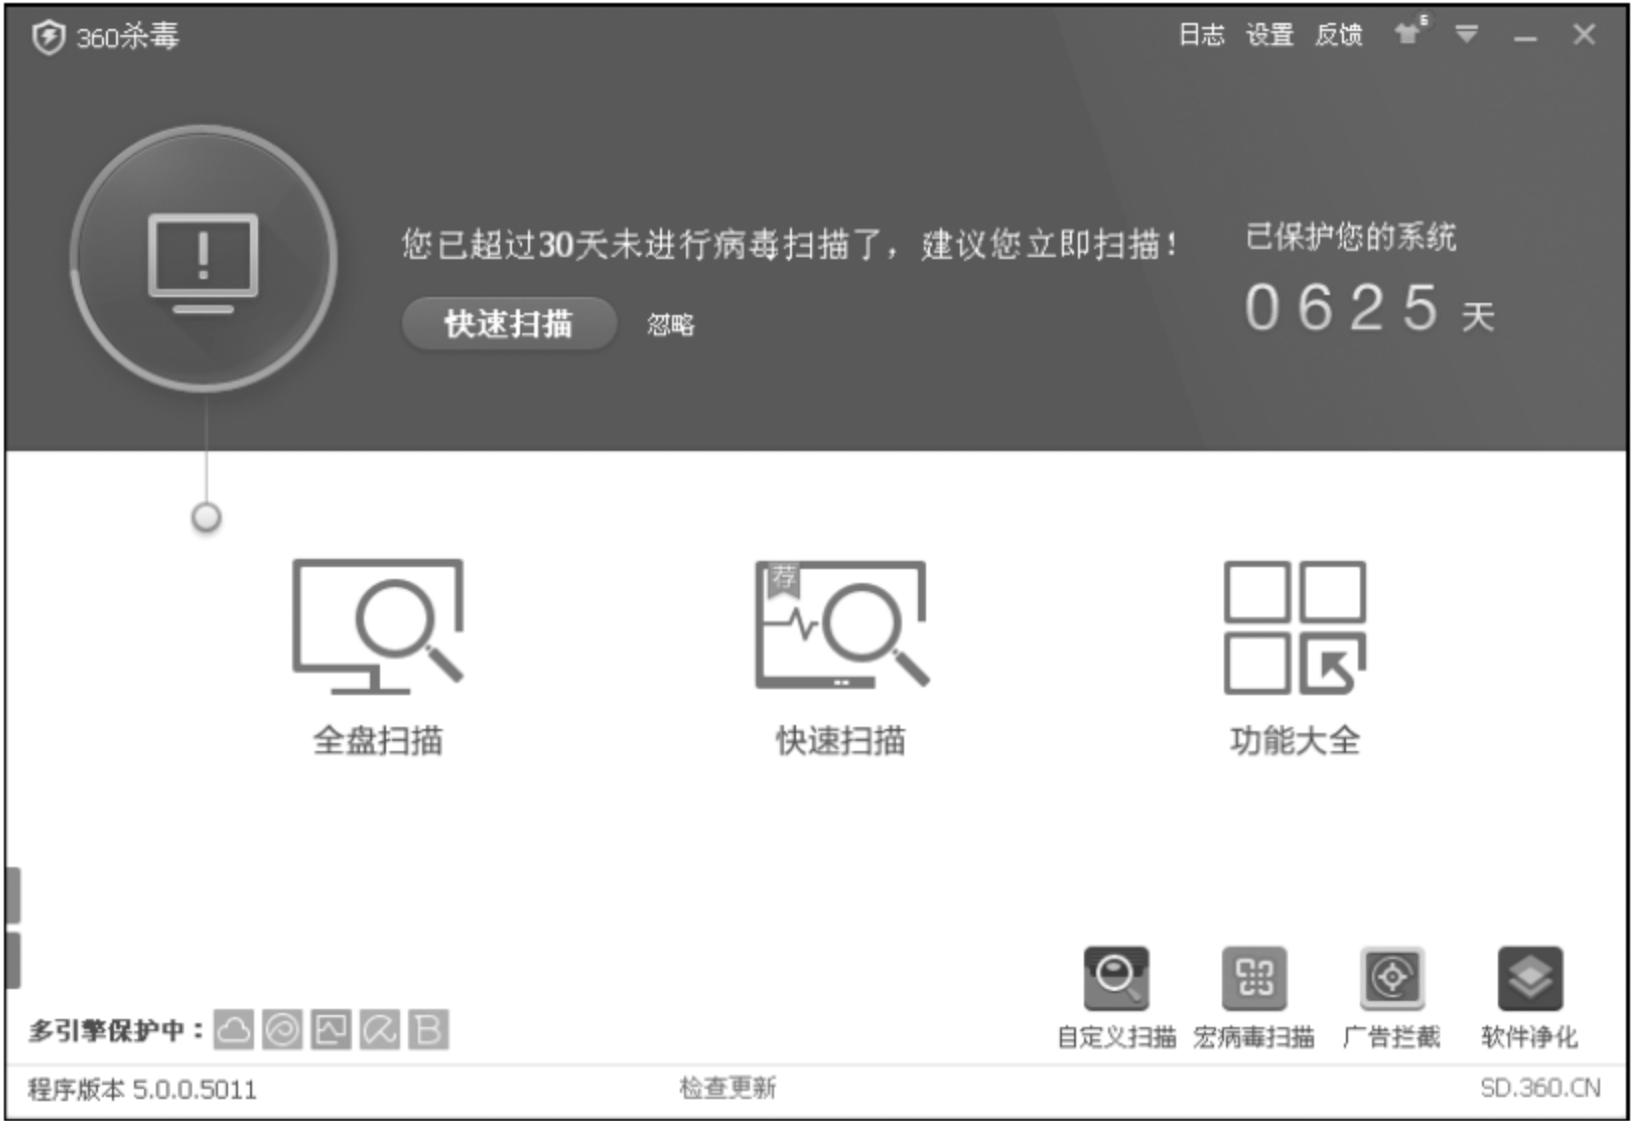 360杀毒
日志 设置 反馈 5
您已超过30天未进行病毒扫描了，建议您立即扫描！
快速扫描 忽略
已保护您的系统
0625 天
荐
全盘扫描 快速扫描 功能大全
自定义扫描 宏病毒扫描 广告拦截 软件净化
多引擎保护中：
程序版本 5.0.0.5011 检查更新 SD.360.CN